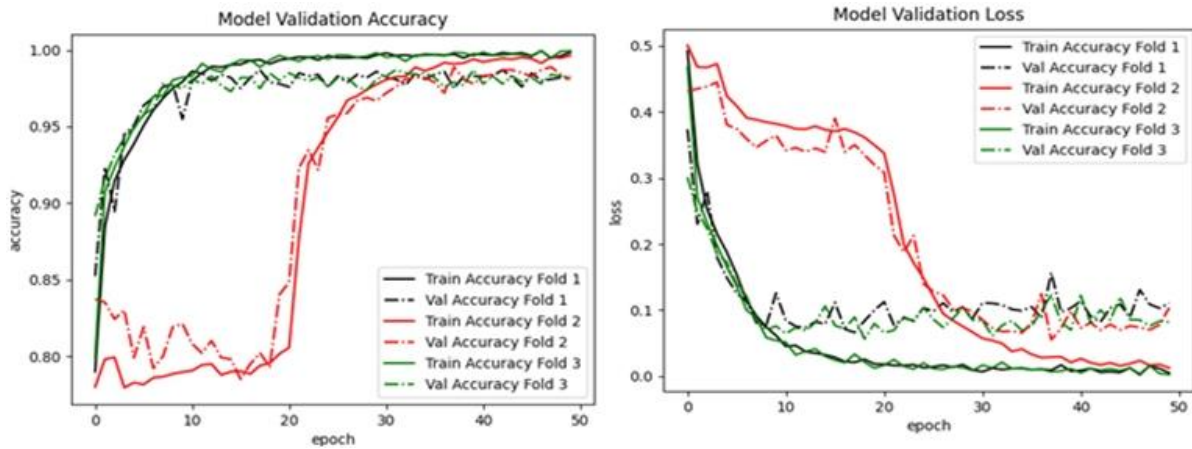 Model Validation Accuracy
1.00
0.95
0.90
0.85
0.80
accuracy
Train Accuracy Fold 1
Val Accuracy Fold 1
Train Accuracy Fold 2
Val Accuracy Fold 2
Train Accuracy Fold 3
Val Accuracy Fold 3
0 10 20 30 40 50
epoch
Model Validation Loss
0.5
0.4
0.3
0.2
0.1
0.0
loss
Train Accuracy Fold 1
Val Accuracy Fold 1
Train Accuracy Fold 2
Val Accuracy Fold 2
Train Accuracy Fold 3
Val Accuracy Fold 3
0 10 20 30 40 50
epoch